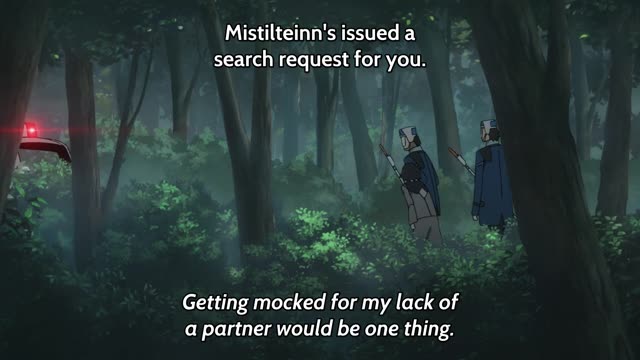 Mistilteinn's issued a
search request for you.
Getting mocked for my lack of
a partner would be one thing.